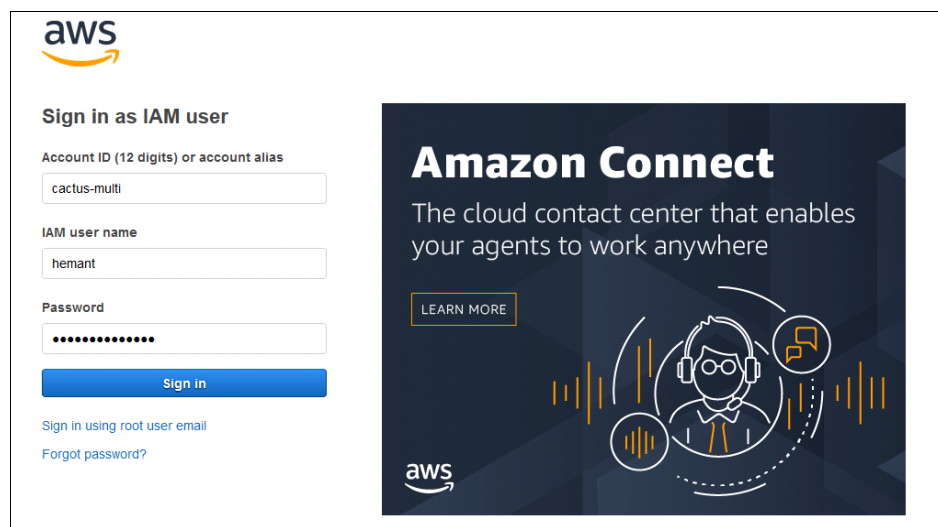 aws
Sign in as IAM user
Account ID (12 digits) or account alias
cactus-multi
IAM user name
hemant
Password
••••••••••••••
Sign in
Sign in using root user email
Forgot password?
Amazon Connect
The cloud contact center that enables
your agents to work anywhere
LEARN MORE
aws